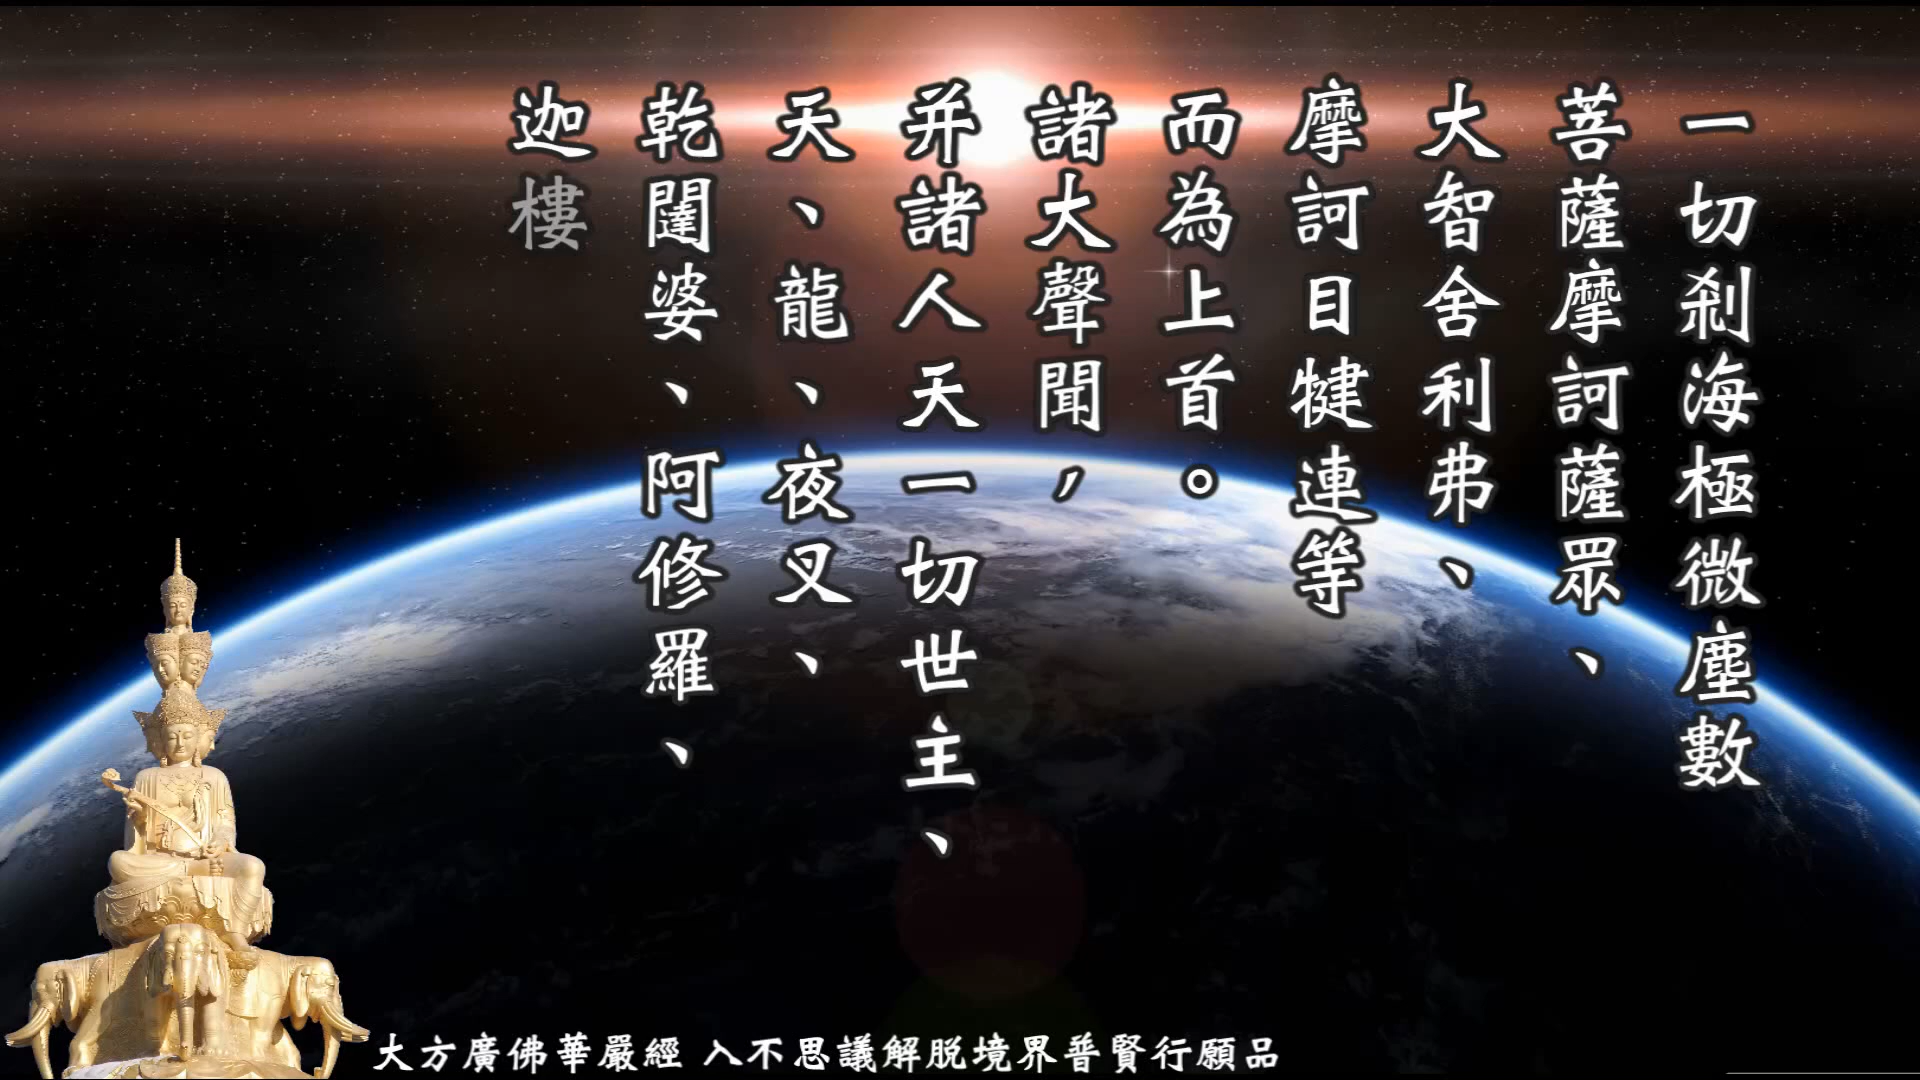 一切剎海極微塵數
菩薩摩訶薩眾、
大智舍利弗、
摩訶目犍連等
而為上首。
諸大聲聞，
并諸人天一切世主、
天、龍、夜叉、
乾闥婆、阿修羅、
迦樓
大方廣佛華嚴經 入不思議解脱境界普賢行願品